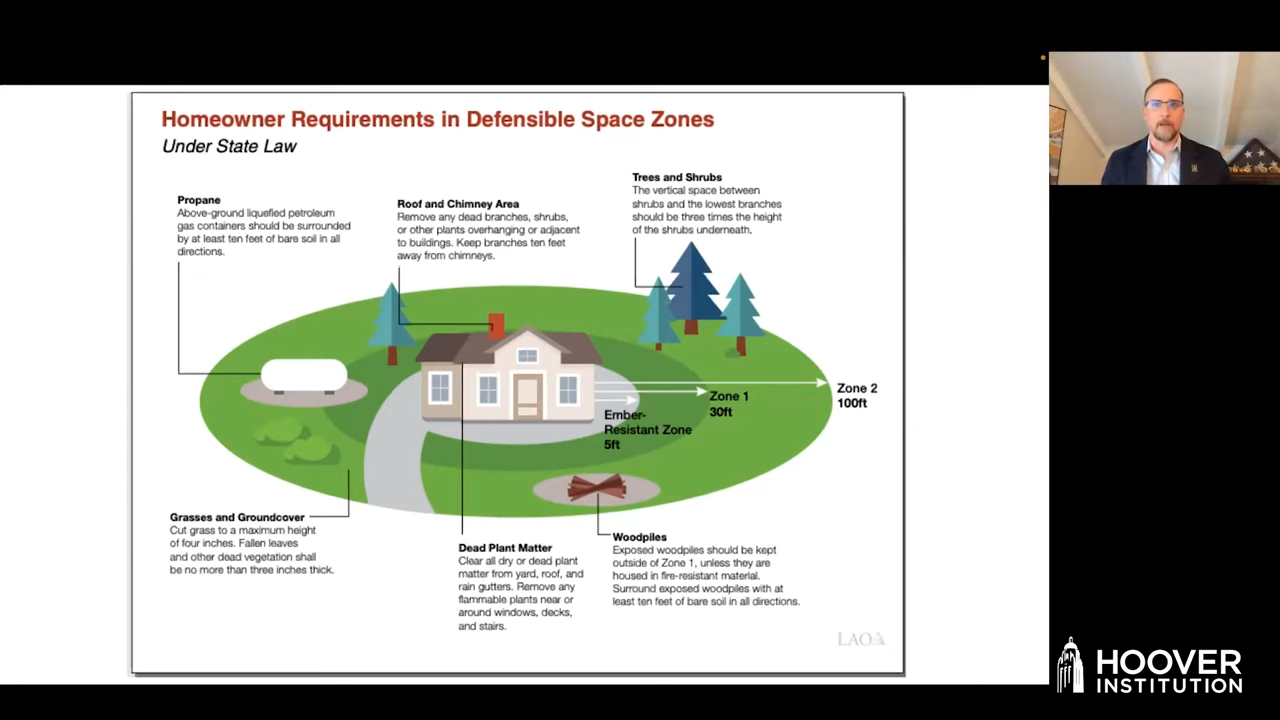 Homeowner Requirements in Defensible Space Zones
Under State Law
Propane
Above-ground liquefied petroleum
gas containers should be surrounded
by at least ten feet of bare soil in all
directions.
Roof and Chimney Area
Remove any dead branches, shrubs,
or other plants overhanging or adjacent
to buildings. Keep branches ten feet
away from chimneys.
Trees and Shrubs
The vertical space between
shrubs and the lowest branches
should be three times the height
of the shrubs underneath.
Zone 2
100ft
Zone 1
30ft
Ember-
Resistant Zone
5ft
Grasses and Groundcover
Cut grass to a maximum height
of four inches. Fallen leaves
and other dead vegetation shall
be no more than three inches thick.
Dead Plant Matter
Clear all dry or dead plant
matter from yard, roof, and
rain gutters. Remove any
flammable plants near or
around windows, decks,
and stairs.
Woodpiles
Exposed woodpiles should be kept
outside of Zone 1, unless they are
housed in fire-resistant material.
Surround exposed woodpiles with at
least ten feet of bare soil in all directions.
LAO
HOOVER
INSTITUTION